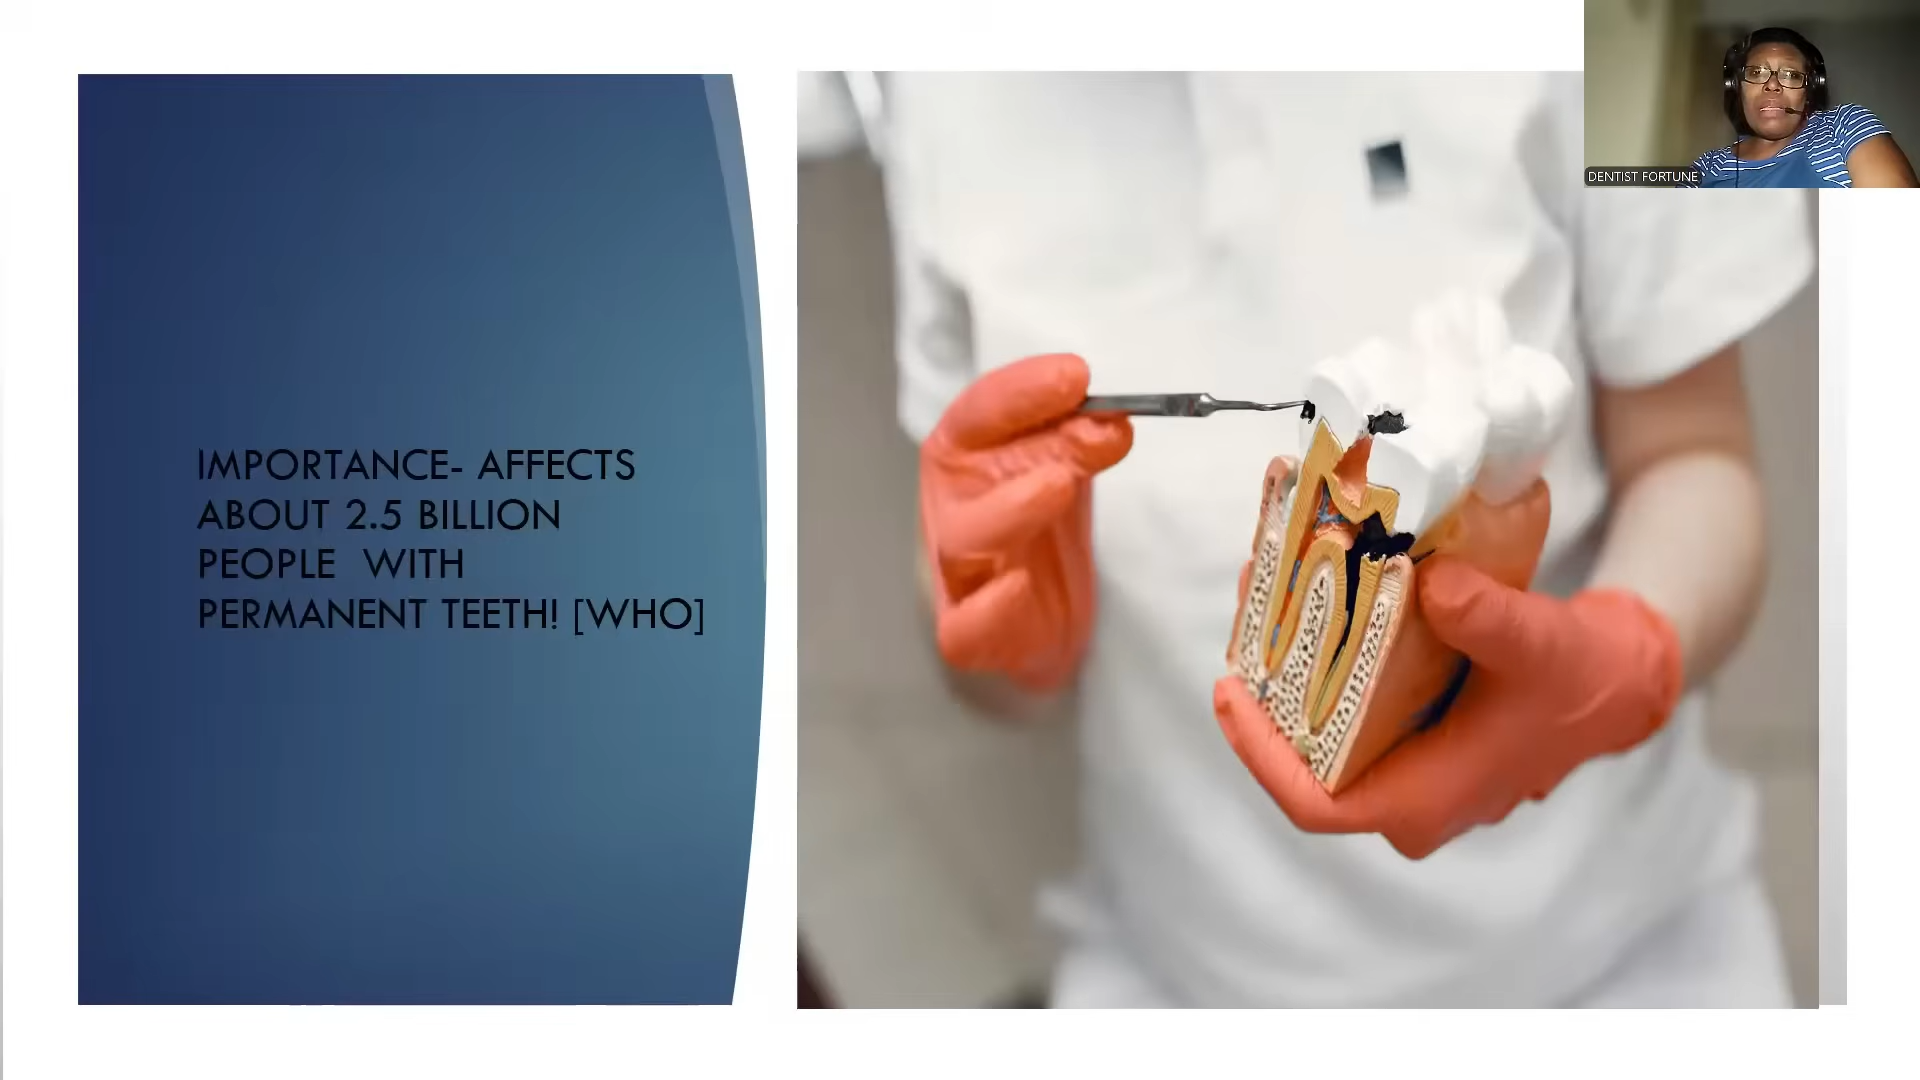 IMPORTANCE- AFFECTS
ABOUT 2.5 BILLION
PEOPLE WITH
PERMANENT TEETH! [WHO]
DENTIST FORTUNE